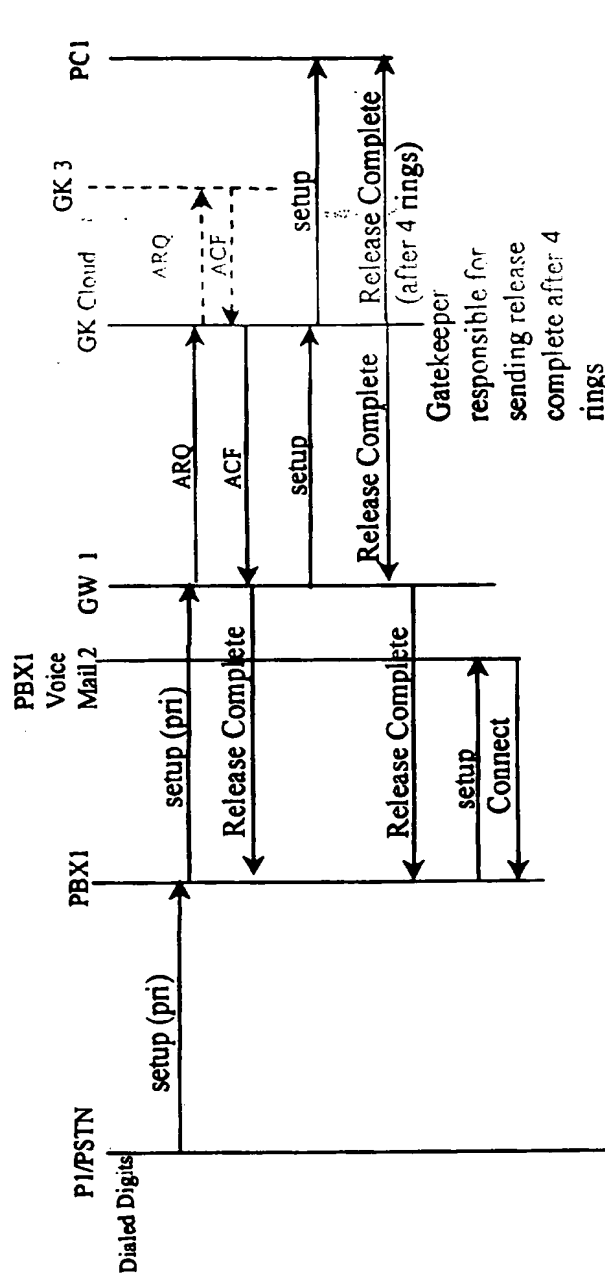 P1/PSTN
Dialed Digits
PBX1
PBX1
Voice
Mail 2
GW 1
GK Cloud
GK 3
PC1
setup (pri)
setup (pri)
Release Complete
Release Complete
setup
Connect
ARQ
ACF
setup
Release Complete
ARQ
ACF
setup
Release Complete
(after 4 rings)
Gatekeeper
responsible for
sending release
complete after 4
rings